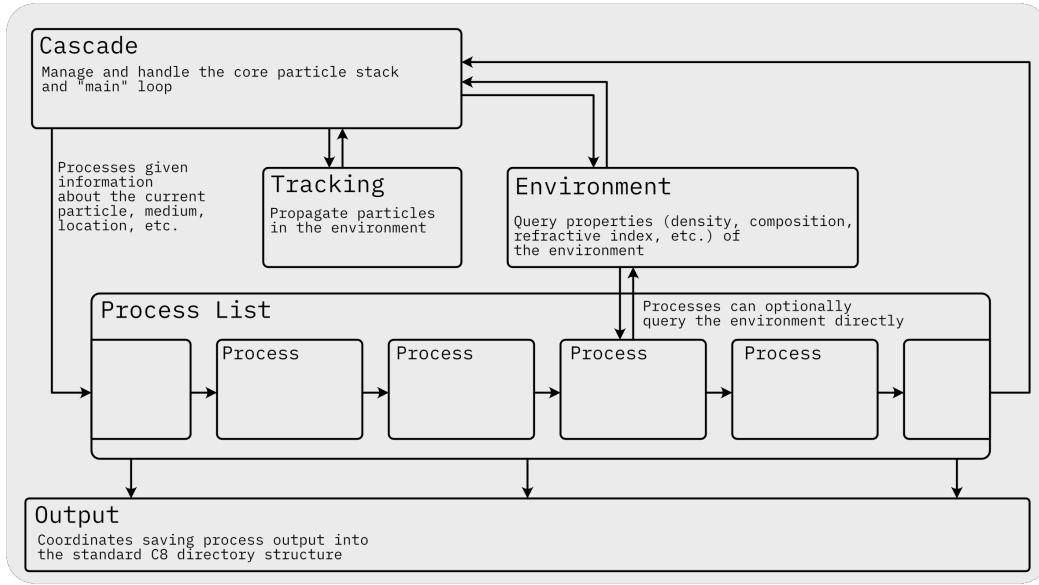 Cascade
Manage and handle the core particle stack
and "main" loop
Processes given
information
about the current
particle, medium,
location, etc.
Tracking
Propagate particles
in the environment
Environment
Query properties (density, composition,
refractive index, etc.) of
the environment
Processes can optionally
query the environment directly
Process List
Process
Process
Process
Process
Output
Coordinates saving process output into
the standard C8 directory structure